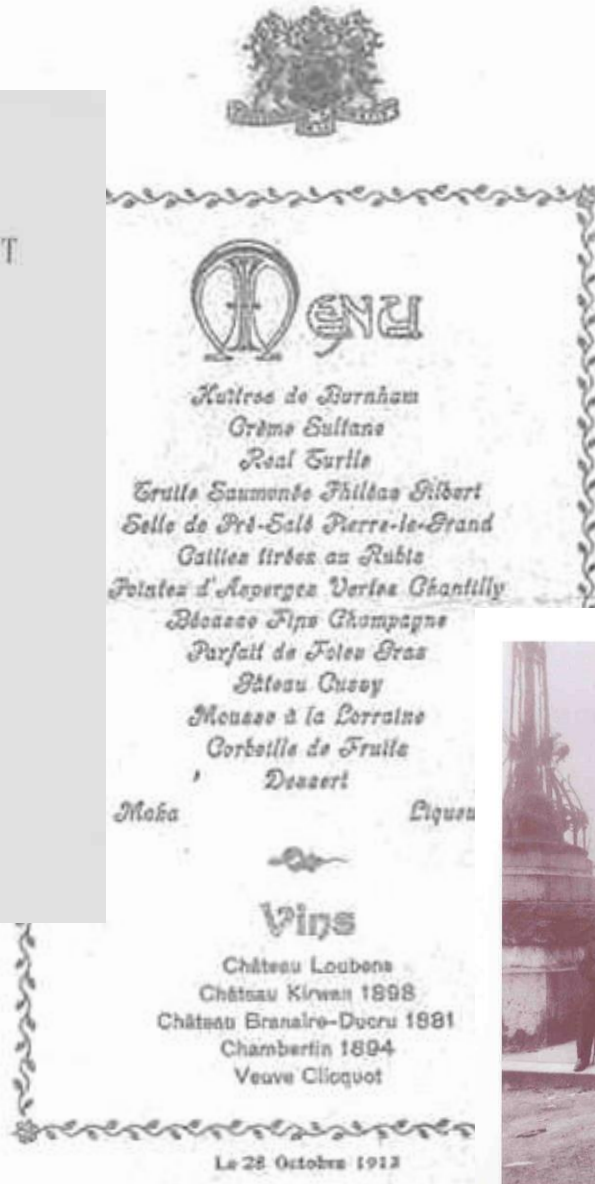 T
MENU
Huîtres de Burnham
Crème Sultane
Real Turtle
Truite Saumonée Philéas Gilbert
Selle de Pré-Salé Pierre-le-Grand
Cailles tirées au Rubis
Pointes d'Asperges Vertes Chantilly
Bécasse Fine Champagne
Parfait de Foies Gras
Gâteau Cussy
Mousse à la Lorraine
Corbeille de Fruits
Dessert
Moka Liqueu
Vins
Château Loubens
Château Kirwan 1898
Château Branaire-Ducru 1881
Chambertin 1894
Veuve Clicquot
Le 28 Octobre 1913